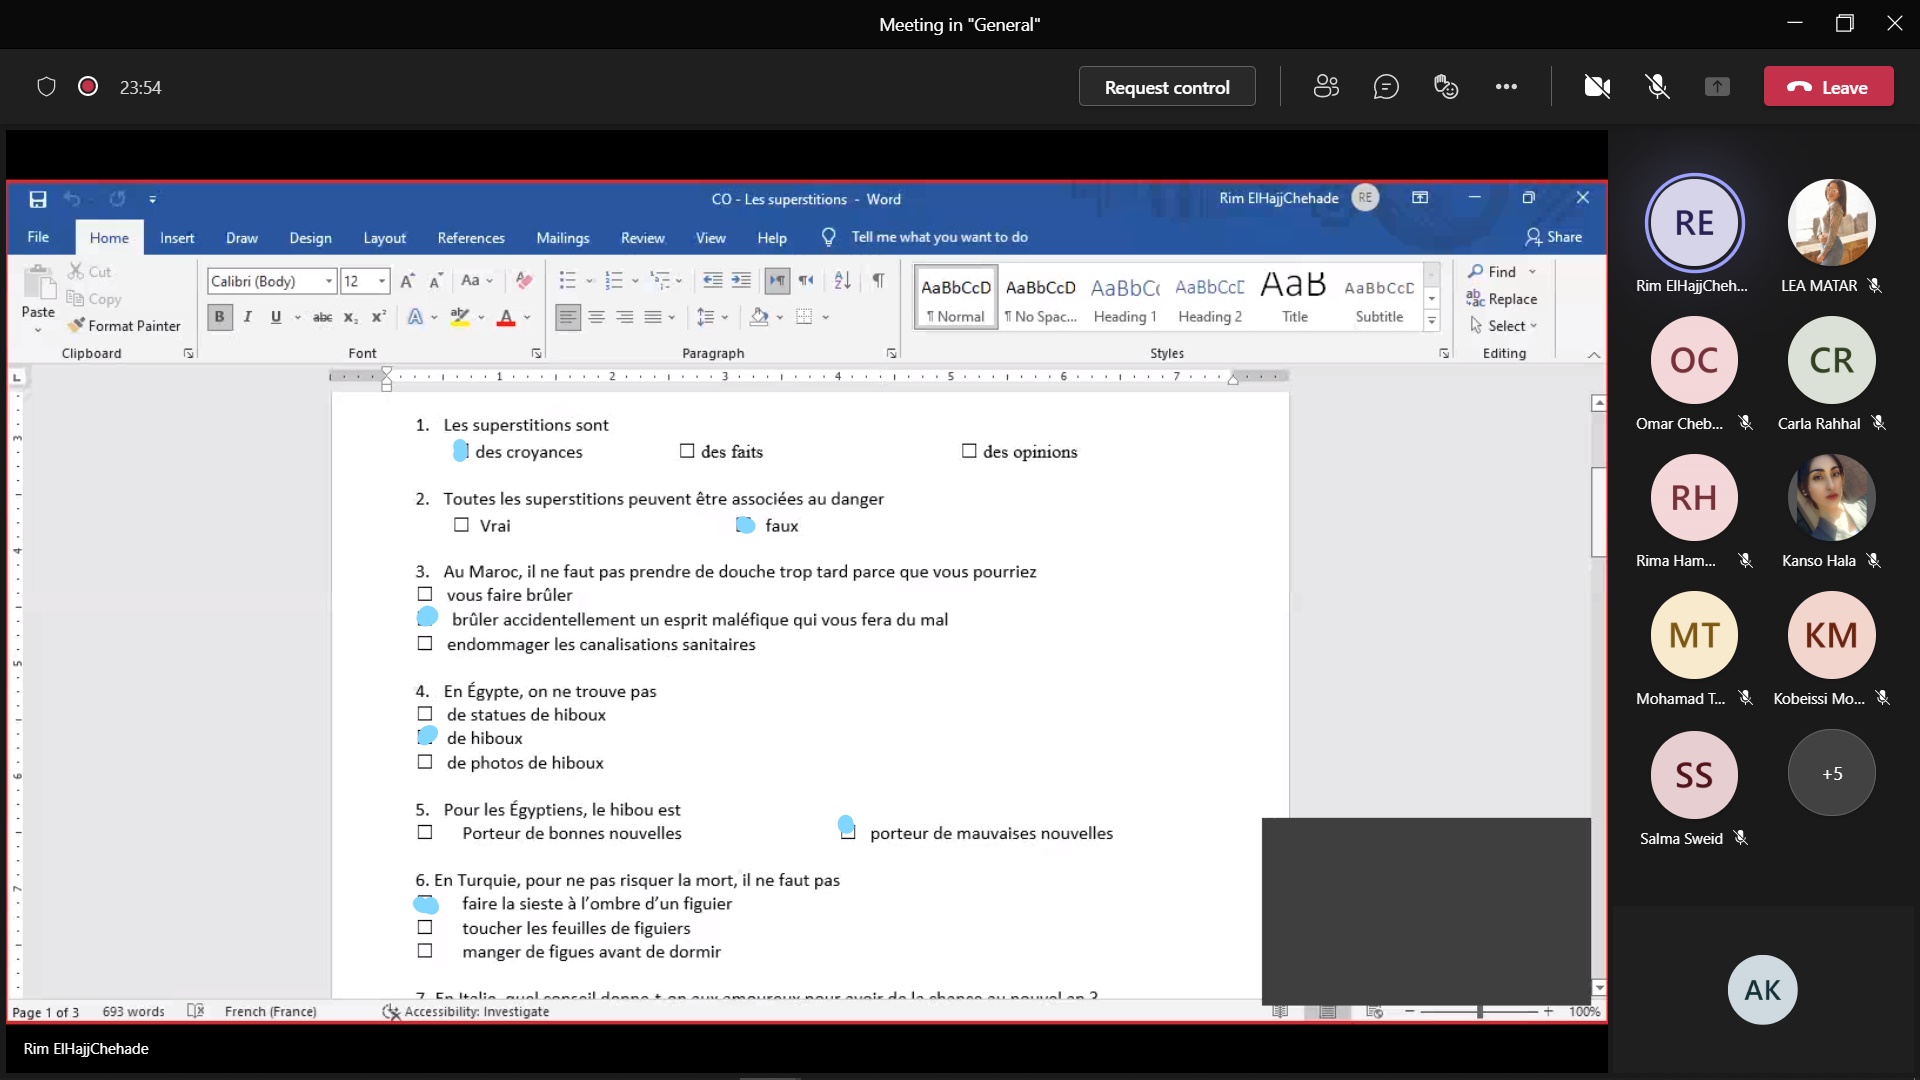 Meeting in "General"
23:54
Request control
Leave
CO - Les superstitions - Word
Rim ElHajjChehade
RE
File Home Insert Draw Design Layout References Mailings Review View Help Tell me what you want to do
Share
Paste
Cut
Copy
Format Painter
Clipboard
Calibri (Body) 12
Font
Paragraph
AaBbCcD AaBbCcD AaBbC AaBbCcD AaB AaBbCcD
¶ Normal ¶ No Spac... Heading 1 Heading 2 Title Subtitle
Styles
Find
Replace
Select
Editing
1 2 3 4 5 6 7
1. Les superstitions sont
des croyances ☐ des faits ☐ des opinions
2. Toutes les superstitions peuvent être associées au danger
☐ Vrai faux
3. Au Maroc, il ne faut pas prendre de douche trop tard parce que vous pourriez
☐ vous faire brûler
brûler accidentellement un esprit maléfique qui vous fera du mal
☐ endommager les canalisations sanitaires
4. En Égypte, on ne trouve pas
☐ de statues de hiboux
de hiboux
☐ de photos de hiboux
5. Pour les Égyptiens, le hibou est
☐ Porteur de bonnes nouvelles porteur de mauvaises nouvelles
6. En Turquie, pour ne pas risquer la mort, il ne faut pas
faire la sieste à l’ombre d’un figuier
☐ toucher les feuilles de figuiers
☐ manger de figues avant de dormir
7. En Italie, quel conseil donne-t-on aux amoureux pour avoir de la chance au nouvel an ?
Page 1 of 3 693 words French (France) Accessibility: Investigate 100%
Rim ElHajjChehade
RE
Rim ElHajjCheh...
LEA MATAR
OC
Omar Cheb...
CR
Carla Rahhal
RH
Rima Ham...
Kanso Hala
MT
Mohamad T...
KM
Kobeissi Mo...
SS
Salma Sweid
+5
AK